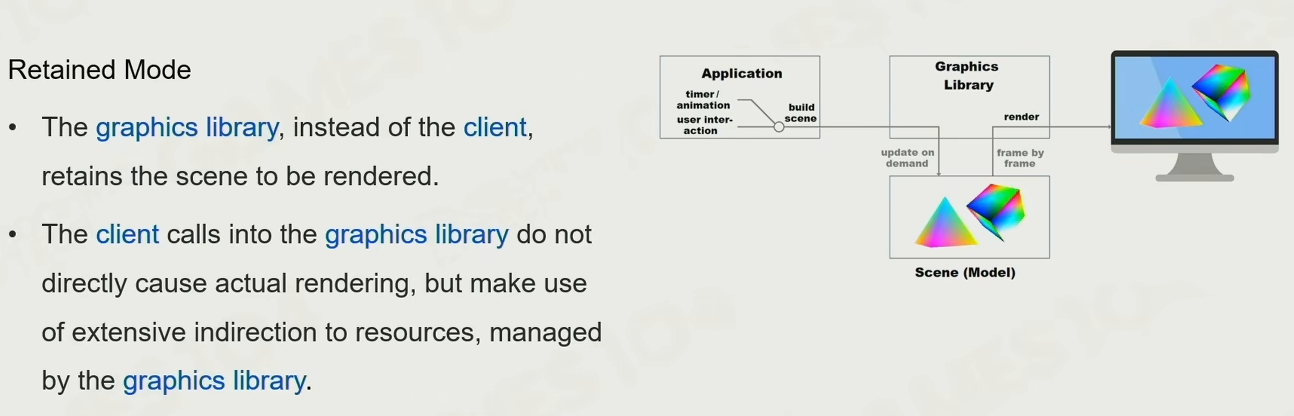 Retained Mode
• The graphics library, instead of the client,
retains the scene to be rendered.
• The client calls into the graphics library do not
directly cause actual rendering, but make use
of extensive indirection to resources, managed
by the graphics library.
Application
timer /
animation
user inter-
action
build
scene
Graphics
Library
render
update on
demand
frame by
frame
Scene (Model)